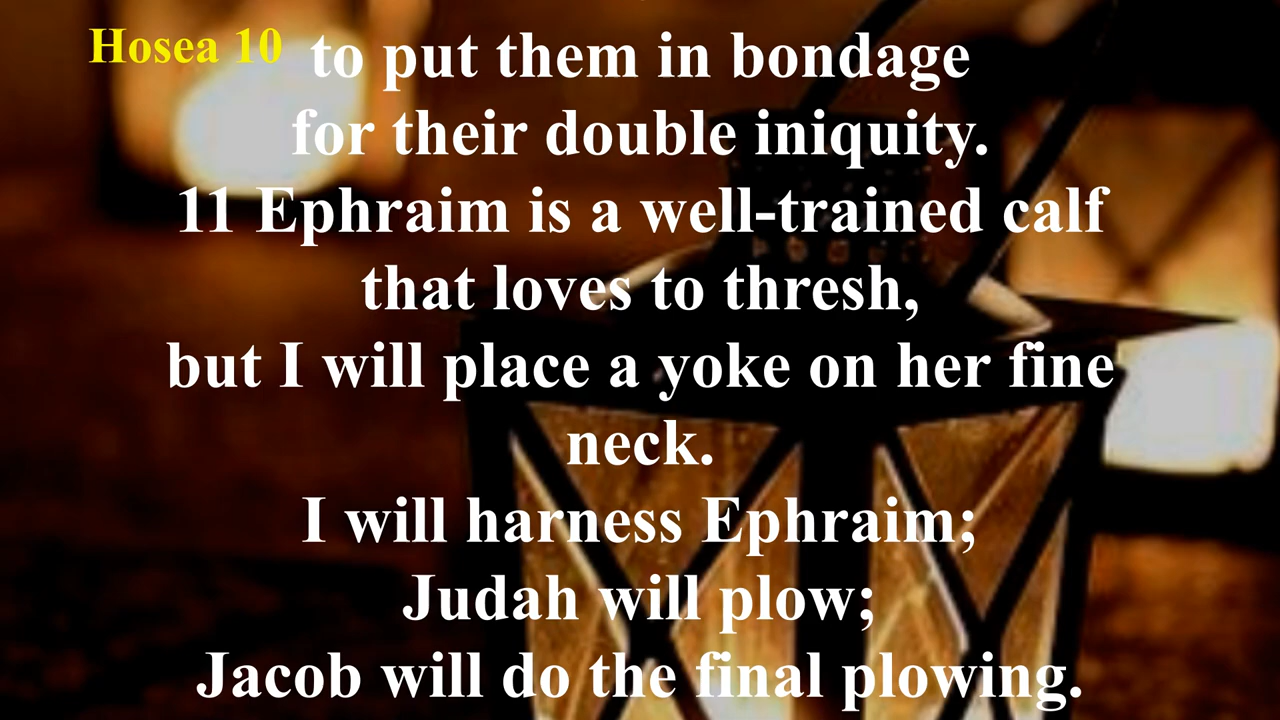 Hosea 10
to put them in bondage
for their double iniquity.
11 Ephraim is a well-trained calf
that loves to thresh,
but I will place a yoke on her fine
neck.
I will harness Ephraim;
Judah will plow;
Jacob will do the final plowing.